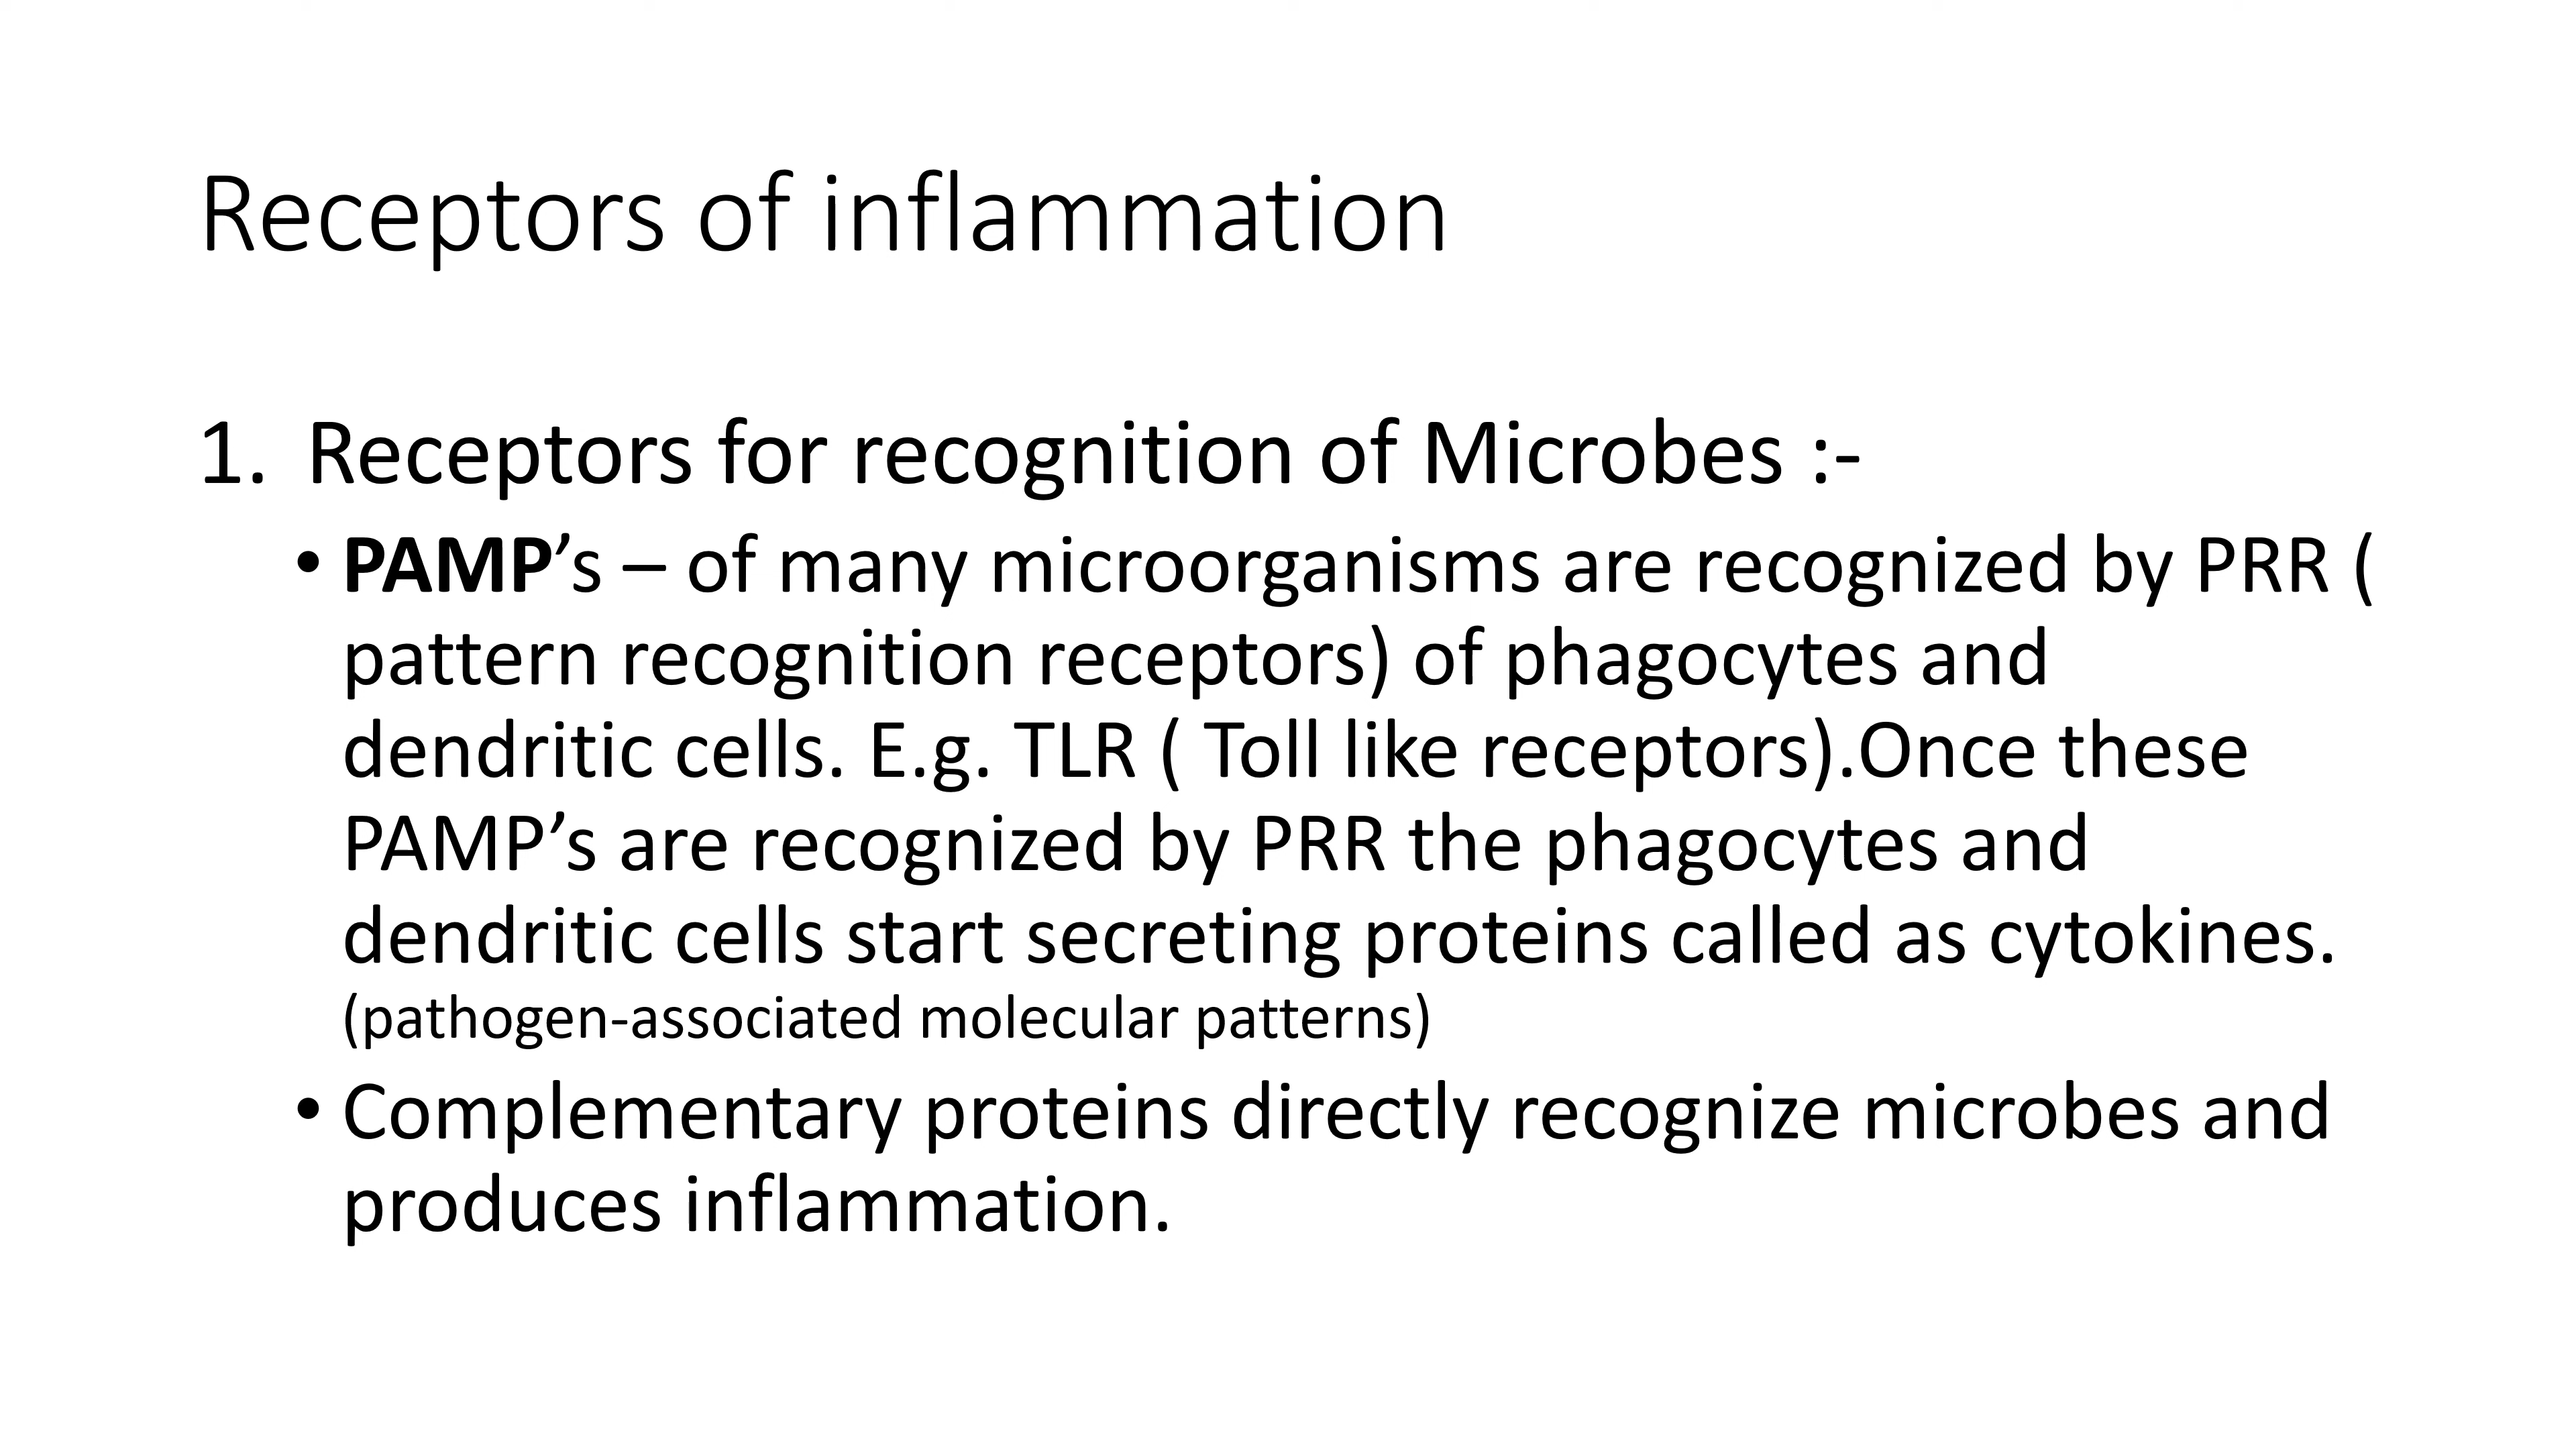 Receptors of inflammation
1. Receptors for recognition of Microbes :-
• PAMP’s – of many microorganisms are recognized by PRR (
pattern recognition receptors) of phagocytes and
dendritic cells. E.g. TLR ( Toll like receptors).Once these
PAMP’s are recognized by PRR the phagocytes and
dendritic cells start secreting proteins called as cytokines.
(pathogen-associated molecular patterns)
• Complementary proteins directly recognize microbes and
produces inflammation.